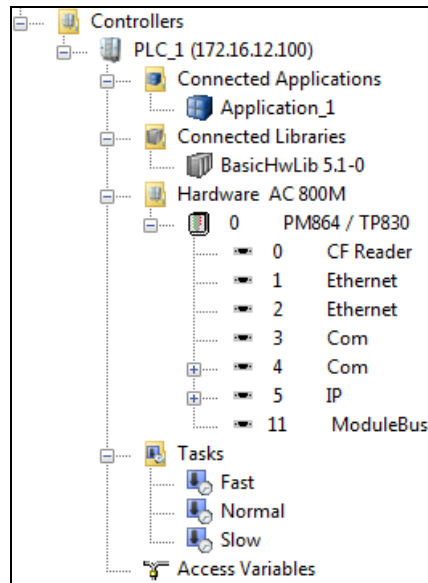 Controllers
PLC_1 (172.16.12.100)
Connected Applications
Application_1
Connected Libraries
BasicHwLib 5.1-0
Hardware AC 800M
0 PM864 / TP830
0 CF Reader
1 Ethernet
2 Ethernet
3 Com
4 Com
5 IP
11 ModuleBus
Tasks
Fast
Normal
Slow
Access Variables